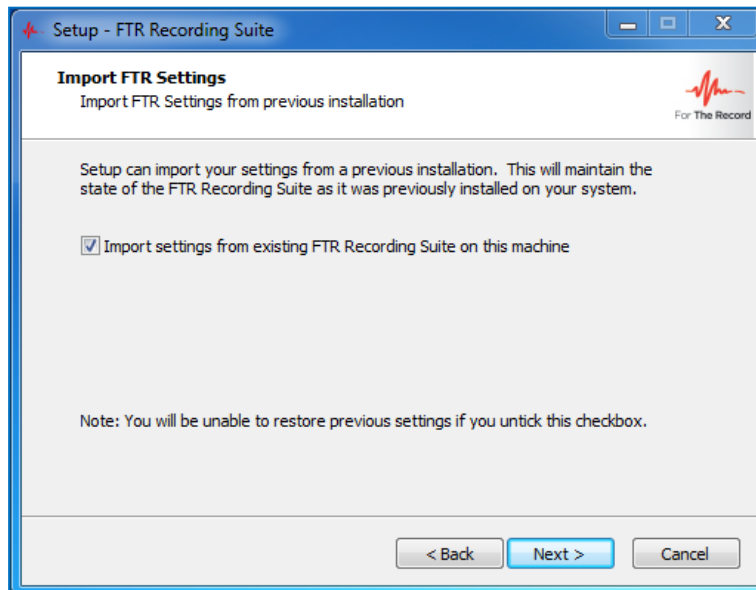 Setup - FTR Recording Suite
Import FTR Settings
Import FTR Settings from previous installation
For The Record
Setup can import your settings from a previous installation.  This will maintain the
state of the FTR Recording Suite as it was previously installed on your system.
Import settings from existing FTR Recording Suite on this machine
Note: You will be unable to restore previous settings if you untick this checkbox.
< Back Next > Cancel